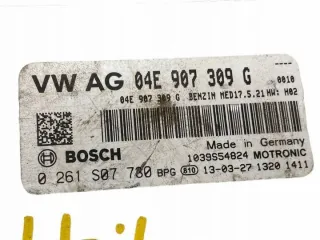 VW AG 04E 907 309 G
0010
04E 907 309 G BENZIN MED17.5.21 HW: H02
Made in Germany
BOSCH 1039S54824 MOTRONIC
0 261 S07 780 BPG 810 13-03-27 1320 1411